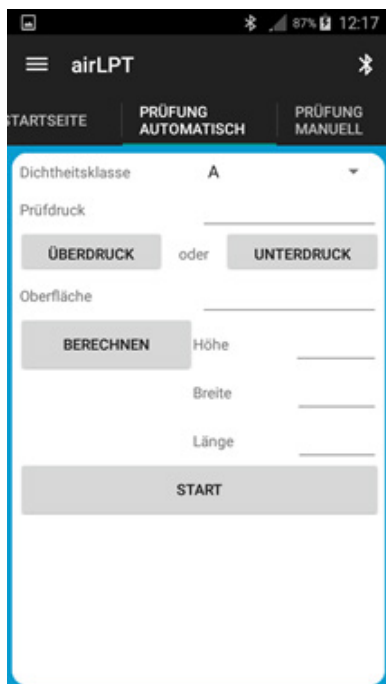 87% 12:17
airLPT
STARTSEITE
PRÜFUNG
AUTOMATISCH
PRÜFUNG
MANUELL
Dichtheitsklasse A
Prüfdruck
ÜBERDRUCK oder UNTERDRUCK
Oberfläche
BERECHNEN Höhe
Breite
Länge
START